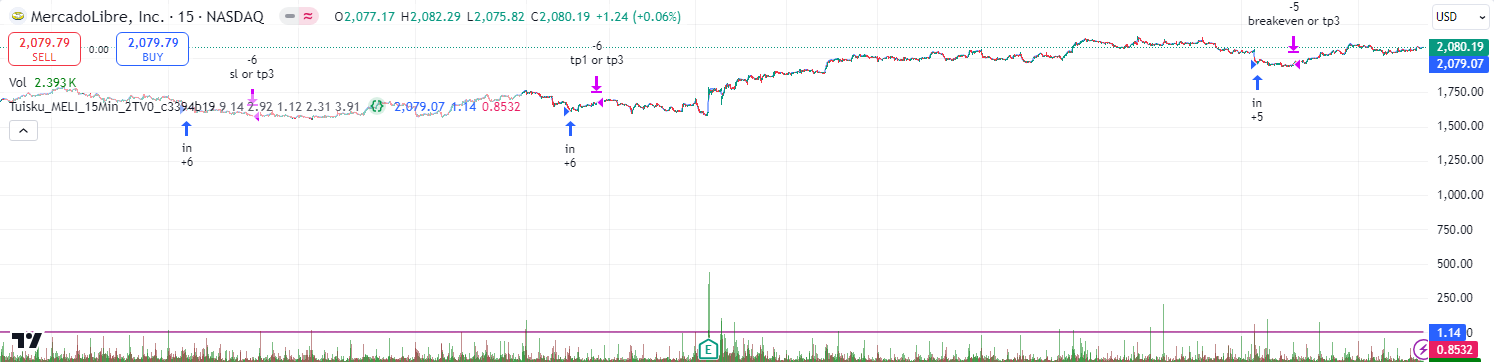 MercadoLibre, Inc. · 15 · NASDAQ
O2,077.17 H2,082.29 L2,075.82 C2,080.19 +1.24 (+0.06%)
USD
2,079.79
SELL
0.00
2,079.79
BUY
Vol 2.393 K
Tuisku_MELI_15Min_2TV0_c3394b19 9 14 2.92 1.12 2.31 3.91 2,079.07 1.14 0.8532
-6
sl or tp3
in
+6
-6
tp1 or tp3
in
+6
-5
breakeven or tp3
in
+5
E
2,080.19
2,079.07
1,750.00
1,500.00
1,250.00
1,000.00
750.00
500.00
250.00
1.14
0.8532